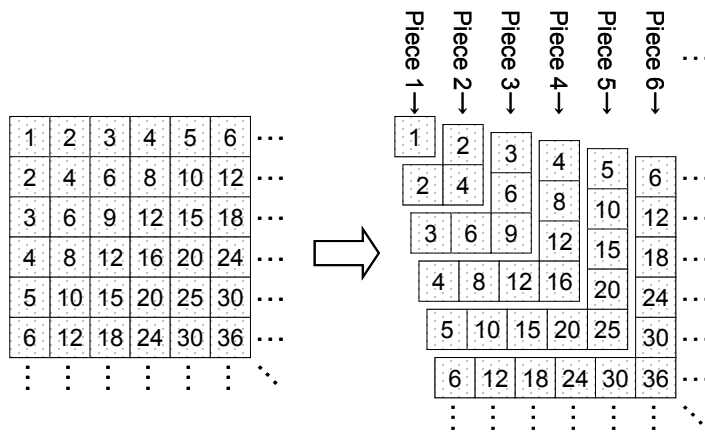 Piece 1→
Piece 2→
Piece 3→
Piece 4→
Piece 5→
Piece 6→
...
1 2 3 4 5 6 ...
2 4 6 8 10 12 ...
3 6 9 12 15 18 ...
4 8 12 16 20 24 ...
5 10 15 20 25 30 ...
6 12 18 24 30 36 ...
1
2
2 4
3
6
3 6 9
4
8
12
4 8 12 16
5
10
15
20
5 10 15 20 25
6 ...
12 ...
18
24 ...
30 ...
6 12 18 24 30 36 ...